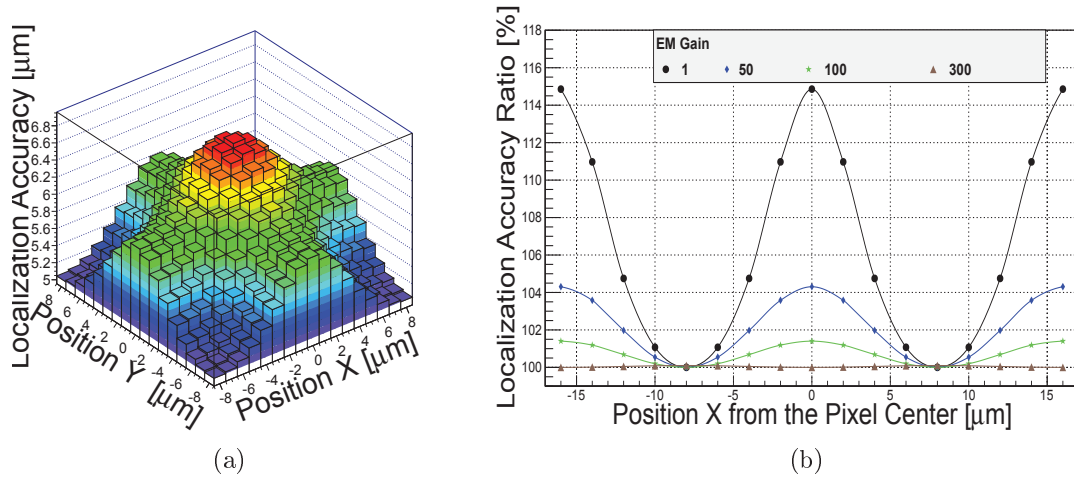 (a)
Localization Accuracy [μm]
6.8
6.6
6.4
6.2
6
5.8
5.6
5.4
5.2
5
Position Y [μm]
8 6 4 2 0 -2 -4 -6 -8
Position X [μm]
-8 -6 -4 -2 0 2 4 6 8
(b)
Localization Accuracy Ratio [%]
118
116
114
112
110
108
106
104
102
100
EM Gain
1 50 100 300
-15 -10 -5 0 5 10 15
Position X from the Pixel Center [μm]
(a) (b)